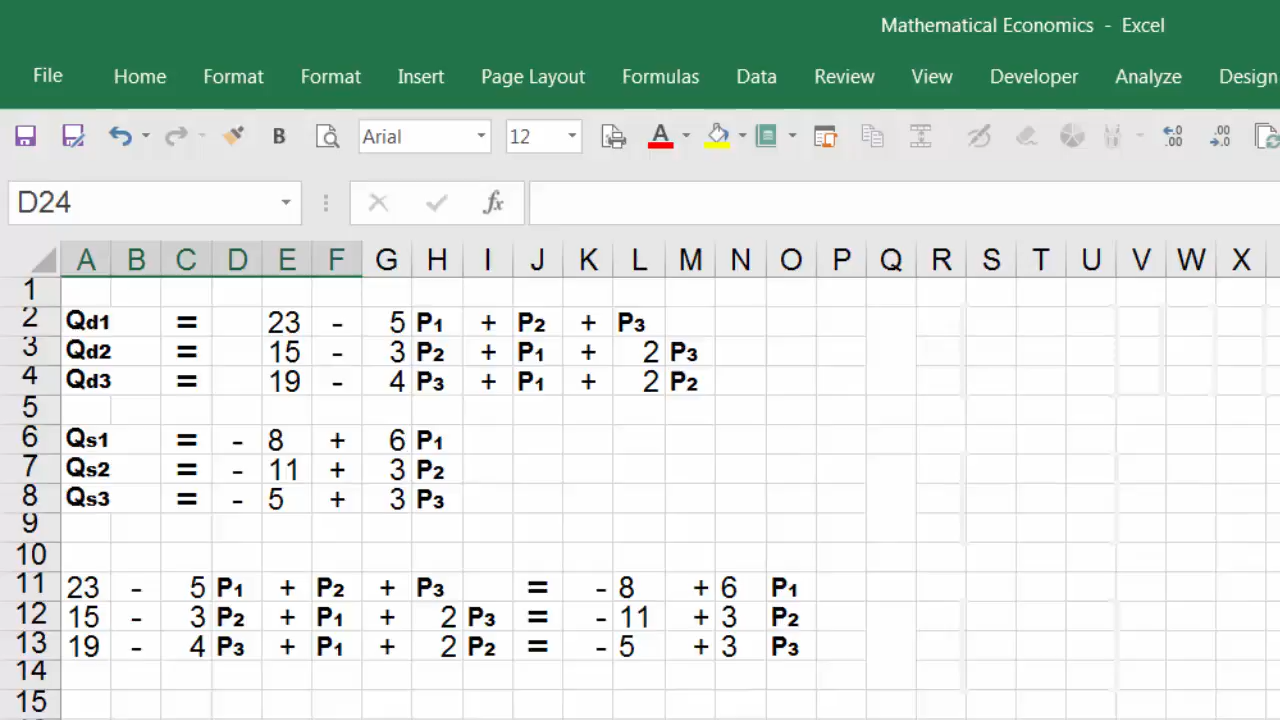 Mathematical Economics - Excel
File Home Format Format Insert Page Layout Formulas Data Review View Developer Analyze Design
B Arial 12 A .00 .00
D24 fx
A B C D E F G H I J K L M N O P Q R S T U V W X
1
2 Qd1 = 23 - 5 P1 + P2 + P3
3 Qd2 = 15 - 3 P2 + P1 + 2 P3
4 Qd3 = 19 - 4 P3 + P1 + 2 P2
5
6 Qs1 = - 8 + 6 P1
7 Qs2 = - 11 + 3 P2
8 Qs3 = - 5 + 3 P3
9
10
11 23 - 5 P1 + P2 + P3 = - 8 + 6 P1
12 15 - 3 P2 + P1 + 2 P3 = - 11 + 3 P2
13 19 - 4 P3 + P1 + 2 P2 = - 5 + 3 P3
14
15